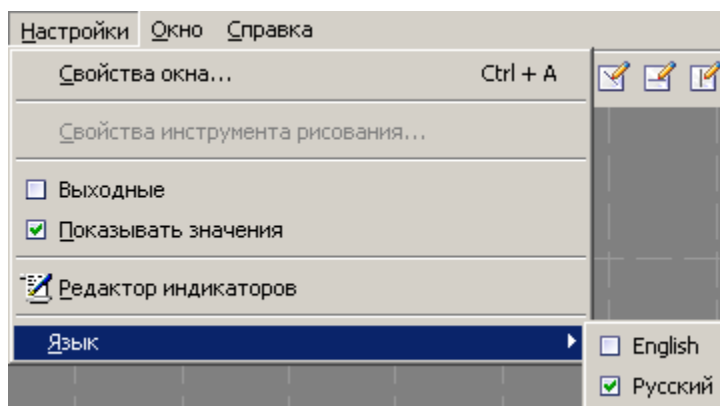 Настройки Окно Справка
Свойства окна... Ctrl + A
Свойства инструмента рисования...
Выходные
Показывать значения
Редактор индикаторов
Язык
English
Русский